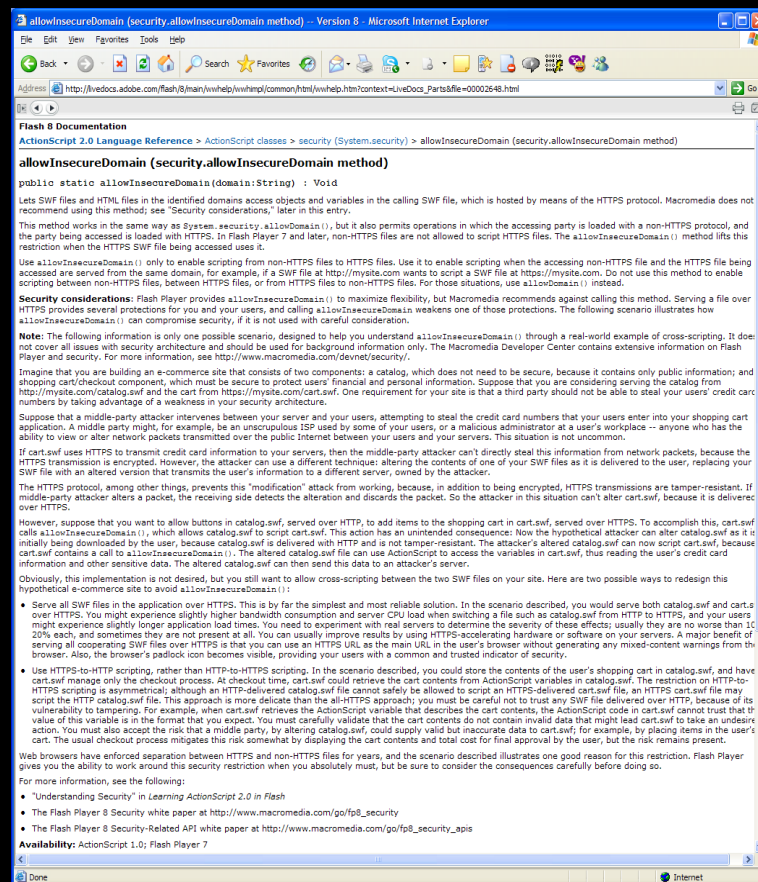 allowInsecureDomain (security.allowInsecureDomain method) -- Version 8 - Microsoft Internet Explorer
File Edit View Favorites Tools Help
Back Search Favorites
Address http://livedocs.adobe.com/flash/8/main/wwhelp/wwhimpl/common/html/wwhelp.htm?context=LiveDocs_Parts&file=00002648.html Go
Flash 8 Documentation
ActionScript 2.0 Language Reference > ActionScript classes > security (System.security) > allowInsecureDomain (security.allowInsecureDomain method)
allowInsecureDomain (security.allowInsecureDomain method)
public static allowInsecureDomain(domain:String) : Void
Lets SWF files and HTML files in the identified domains access objects and variables in the calling SWF file, which is hosted by means of the HTTPS protocol. Macromedia does not
recommend using this method; see "Security considerations," later in this entry.
This method works in the same way as System.security.allowDomain(), but it also permits operations in which the accessing party is loaded with a non-HTTPS protocol, and
the party being accessed is loaded with HTTPS. In Flash Player 7 and later, non-HTTPS files are not allowed to script HTTPS files. The allowInsecureDomain() method lifts this
restriction when the HTTPS SWF file being accessed uses it.
Use allowInsecureDomain() only to enable scripting from non-HTTPS files to HTTPS files. Use it to enable scripting when the accessing non-HTTPS file and the HTTPS file being
accessed are served from the same domain, for example, if a SWF file at http://mysite.com wants to script a SWF file at https://mysite.com. Do not use this method to enable
scripting between non-HTTPS files, between HTTPS files, or from HTTPS files to non-HTTPS files. For those situations, use allowDomain() instead.
Security considerations: Flash Player provides allowInsecureDomain() to maximize flexibility, but Macromedia recommends against calling this method. Serving a file over
HTTPS provides several protections for you and your users, and calling allowInsecureDomain weakens one of those protections. The following scenario illustrates how
allowInsecureDomain() can compromise security, if it is not used with careful consideration.
Note: The following information is only one possible scenario, designed to help you understand allowInsecureDomain() through a real-world example of cross-scripting. It does
not cover all issues with security architecture and should be used for background information only. The Macromedia Developer Center contains extensive information on Flash
Player and security. For more information, see http://www.macromedia.com/devnet/security/.
Imagine that you are building an e-commerce site that consists of two components: a catalog, which does not need to be secure, because it contains only public information; and
shopping cart/checkout component, which must be secure to protect users' financial and personal information. Suppose that you are considering serving the catalog from
http://mysite.com/catalog.swf and the cart from https://mysite.com/cart.swf. One requirement for your site is that a third party should not be able to steal your users' credit card
numbers by taking advantage of a weakness in your security architecture.
Suppose that a middle-party attacker intervenes between your server and your users, attempting to steal the credit card numbers that your users enter into your shopping cart
application. A middle party might, for example, be an unscrupulous ISP used by some of your users, or a malicious administrator at a user's workplace -- anyone who has the
ability to view or alter network packets transmitted over the public Internet between your users and your servers. This situation is not uncommon.
If cart.swf uses HTTPS to transmit credit card information to your servers, then the middle-party attacker can't directly steal this information from network packets, because the
HTTPS transmission is encrypted. However, the attacker can use a different technique: altering the contents of one of your SWF files as it is delivered to the user, replacing your
SWF file with an altered version that transmits the user's information to a different server, owned by the attacker.
The HTTPS protocol, among other things, prevents this "modification" attack from working, because, in addition to being encrypted, HTTPS transmissions are tamper-resistant. If
middle-party attacker alters a packet, the receiving side detects the alteration and discards the packet. So the attacker in this situation can't alter cart.swf, because it is delivered
over HTTPS.
However, suppose that you want to allow buttons in catalog.swf, served over HTTP, to add items to the shopping cart in cart.swf, served over HTTPS. To accomplish this, cart.swf
calls allowInsecureDomain(), which allows catalog.swf to script cart.swf. This action has an unintended consequence: Now the hypothetical attacker can alter catalog.swf as it is
initially being downloaded by the user, because catalog.swf is delivered with HTTP and is not tamper-resistant. The attacker's altered catalog.swf can now script cart.swf, because
cart.swf contains a call to allowInsecureDomain(). The altered catalog.swf file can use ActionScript to access the variables in cart.swf, thus reading the user's credit card
information and other sensitive data. The altered catalog.swf can then send this data to an attacker's server.
Obviously, this implementation is not desired, but you still want to allow cross-scripting between the two SWF files on your site. Here are two possible ways to redesign this
hypothetical e-commerce site to avoid allowInsecureDomain():
• Serve all SWF files in the application over HTTPS. This is by far the simplest and most reliable solution. In the scenario described, you would serve both catalog.swf and cart.s
over HTTPS. You might experience slightly higher bandwidth consumption and server CPU load when switching a file such as catalog.swf from HTTP to HTTPS, and your users
might experience slightly longer application load times. You need to experiment with real servers to determine the severity of these effects; usually they are no worse than 10
20% each, and sometimes they are not present at all. You can usually improve results by using HTTPS-accelerating hardware or software on your servers. A major benefit of
serving all cooperating SWF files over HTTPS is that you can use an HTTPS URL as the main URL in the user's browser without generating any mixed-content warnings from the
browser. Also, the browser's padlock icon becomes visible, providing your users with a common and trusted indicator of security.
• Use HTTPS-to-HTTP scripting, rather than HTTP-to-HTTPS scripting. In the scenario described, you could store the contents of the user's shopping cart in catalog.swf, and have
cart.swf manage only the checkout process. At checkout time, cart.swf could retrieve the cart contents from ActionScript variables in catalog.swf. The restriction on HTTP-to-
HTTPS scripting is asymmetrical; although an HTTP-delivered catalog.swf file cannot safely be allowed to script an HTTPS-delivered cart.swf file, an HTTPS cart.swf file may
script the HTTP catalog.swf file. This approach is more delicate than the all-HTTPS approach; you must be careful not to trust any SWF file delivered over HTTP, because of its
vulnerability to tampering. For example, when cart.swf retrieves the ActionScript variable that describes the cart contents, the ActionScript code in cart.swf cannot trust that th
value of this variable is in the format that you expect. You must carefully validate that the cart contents do not contain invalid data that might lead cart.swf to take an undesire
action. You must also accept the risk that a middle party, by altering catalog.swf, could supply valid but inaccurate data to cart.swf; for example, by placing items in the user's
cart. The usual checkout process mitigates this risk somewhat by displaying the cart contents and total cost for final approval by the user, but the risk remains present.
Web browsers have enforced separation between HTTPS and non-HTTPS files for years, and the scenario described illustrates one good reason for this restriction. Flash Player
gives you the ability to work around this security restriction when you absolutely must, but be sure to consider the consequences carefully before doing so.
For more information, see the following:
• "Understanding Security" in Learning ActionScript 2.0 in Flash
• The Flash Player 8 Security white paper at http://www.macromedia.com/go/fp8_security
• The Flash Player 8 Security-Related API white paper at http://www.macromedia.com/go/fp8_security_apis
Availability: ActionScript 1.0; Flash Player 7
Done Internet